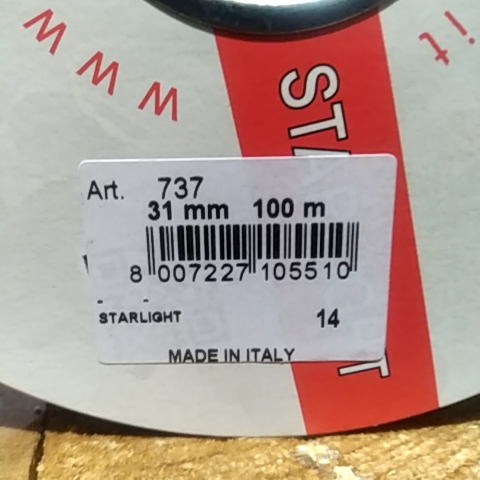 WWW
it
ST
Art. 737
31 mm 100 m
8 007227 105510
- -
STARLIGHT 14
MADE IN ITALY
T